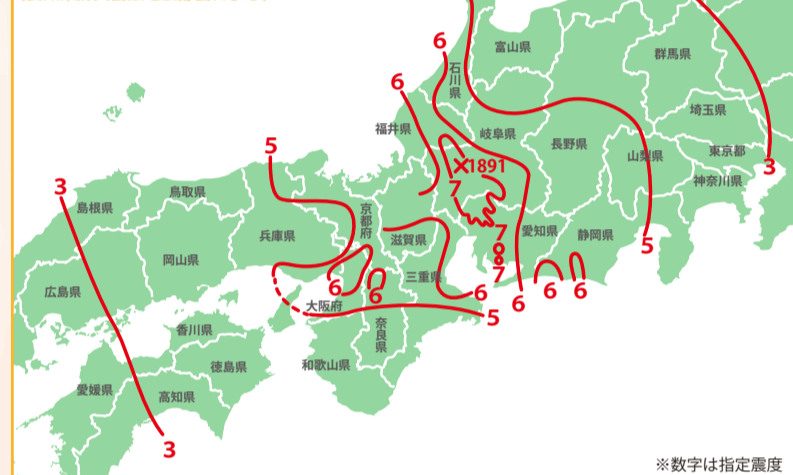 6
富山県
石川県
群馬県
6
埼玉県
福井県
岐阜県
長野県
山梨県
東京都
5
×1891
3
神奈川県
3
鳥取県
7
島根県
京都府
兵庫県
滋賀県
7
愛知県
静岡県
5
岡山県
三重県
7
広島県
6
6
6
6
6
6
大阪府
5
香川県
奈良県
徳島県
和歌山県
愛媛県
高知県
3
※数字は指定震度